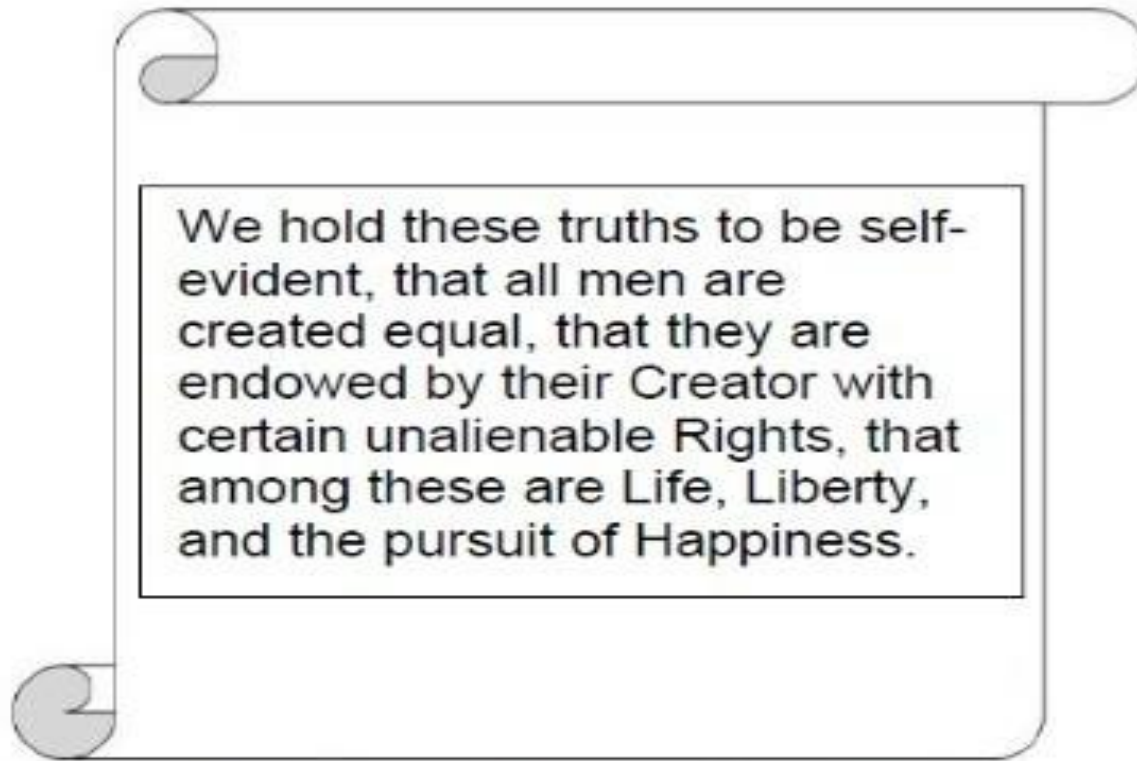 We hold these truths to be self-
evident, that all men are
created equal, that they are
endowed by their Creator with
certain unalienable Rights, that
among these are Life, Liberty,
and the pursuit of Happiness.